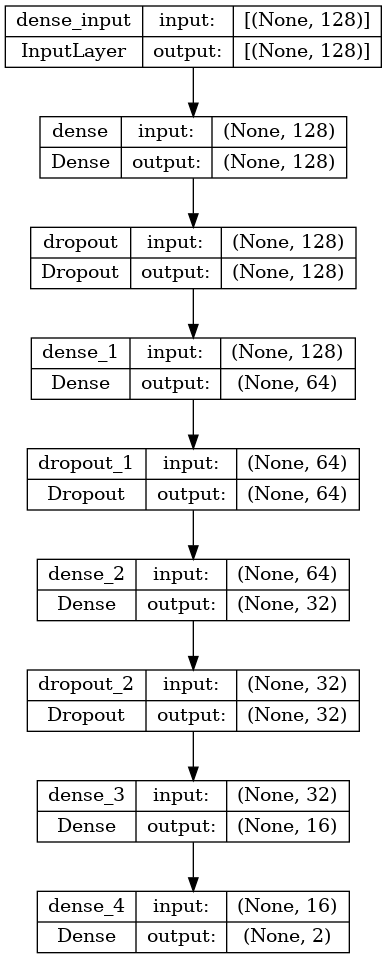 dense_input input: [(None, 128)]
InputLayer output: [(None, 128)]
dense input: (None, 128)
Dense output: (None, 128)
dropout input: (None, 128)
Dropout output: (None, 128)
dense_1 input: (None, 128)
Dense output: (None, 64)
dropout_1 input: (None, 64)
Dropout output: (None, 64)
dense_2 input: (None, 64)
Dense output: (None, 32)
dropout_2 input: (None, 32)
Dropout output: (None, 32)
dense_3 input: (None, 32)
Dense output: (None, 16)
dense_4 input: (None, 16)
Dense output: (None, 2)